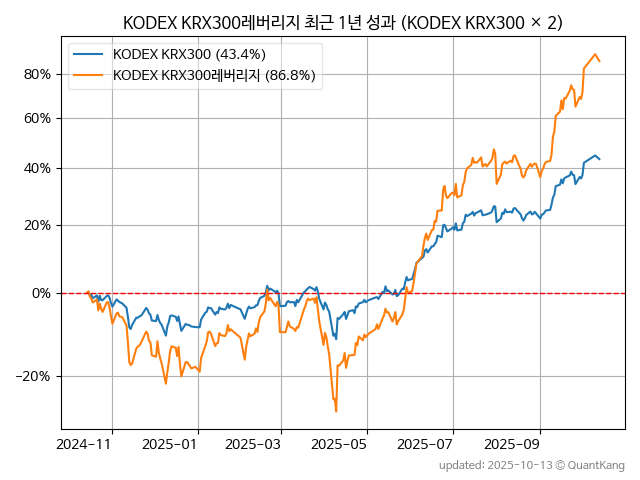 KODEX KRX300레버리지 최근 1년 성과 (KODEX KRX300 × 2)
KODEX KRX300 (43.4%)
KODEX KRX300레버리지 (86.8%)
80%
60%
40%
20%
0%
−20%
2024-11 2025-01 2025-03 2025-05 2025-07 2025-09
updated: 2025-10-13 © QuantKang